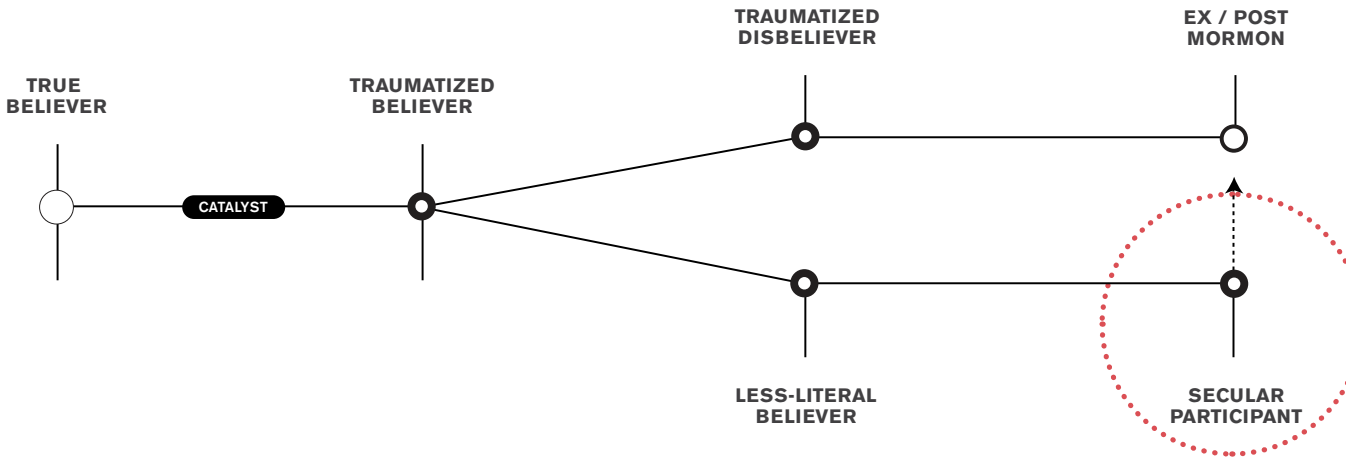 TRUE
BELIEVER
CATALYST
TRAUMATIZED
BELIEVER
TRAUMATIZED
DISBELIEVER
EX / POST
MORMON
LESS-LITERAL
BELIEVER
SECULAR
PARTICIPANT